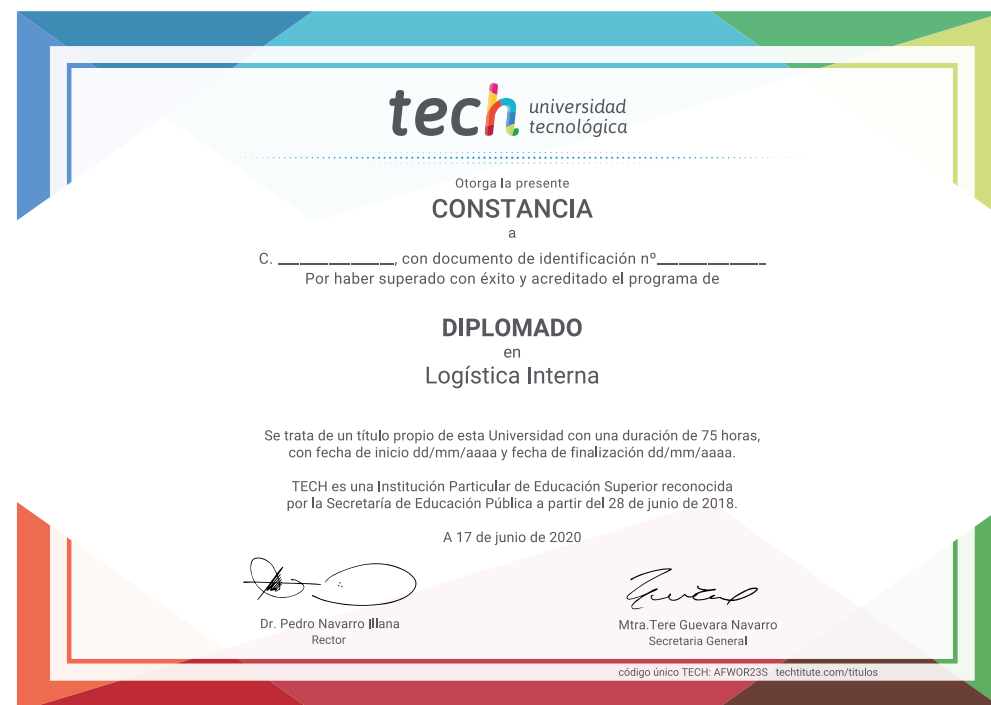 tech universidad
tecnológica
Otorga la presente
CONSTANCIA
a
C. ______________, con documento de identificación nº_____________
Por haber superado con éxito y acreditado el programa de
DIPLOMADO
en
Logística Interna
Se trata de un título propio de esta Universidad con una duración de 75 horas,
con fecha de inicio dd/mm/aaaa y fecha de finalización dd/mm/aaaa.
TECH es una Institución Particular de Educación Superior reconocida
por la Secretaría de Educación Pública a partir del 28 de junio de 2018.
A 17 de junio de 2020
Dr. Pedro Navarro Illana
Rector
Mtra.Tere Guevara Navarro
Secretaria General
código único TECH: AFWOR23S techtitute.com/titulos